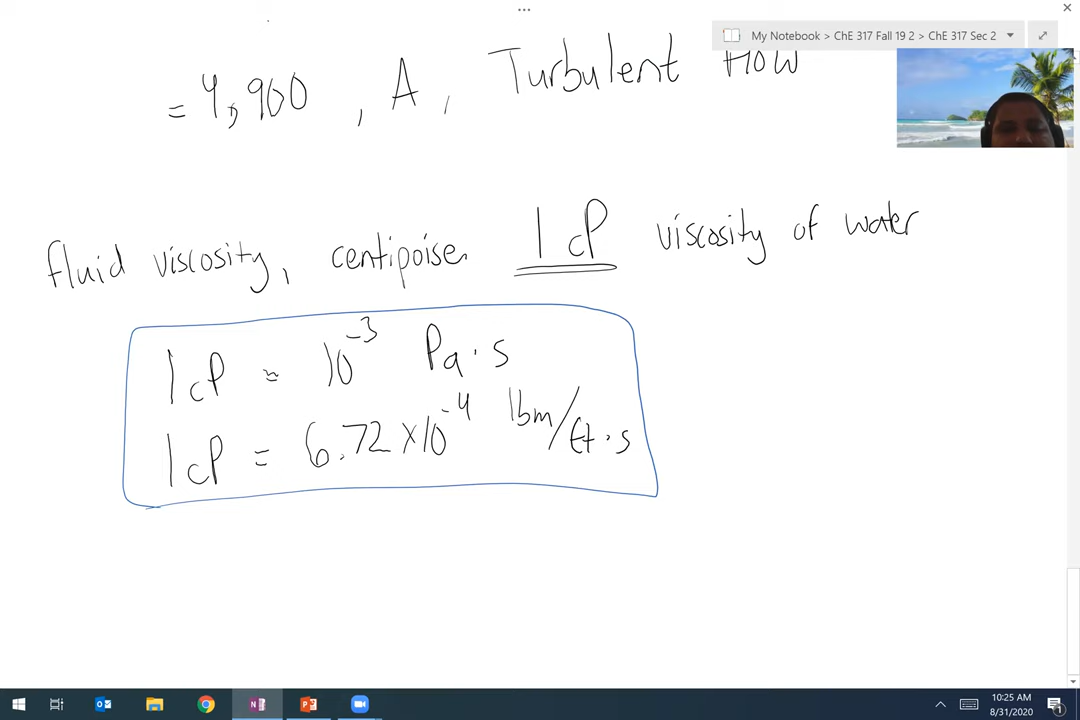 My Notebook > ChE 317 Fall 19 2 > ChE 317 Sec 2
= 4,900 , A , Turbulent Flow
fluid viscosity, centipoise. 1 cP viscosity of water
1 cP = 10^-3 Pa·s
1 cP = 6.72×10^-4 lbm/ft·s
10:25 AM
8/31/2020